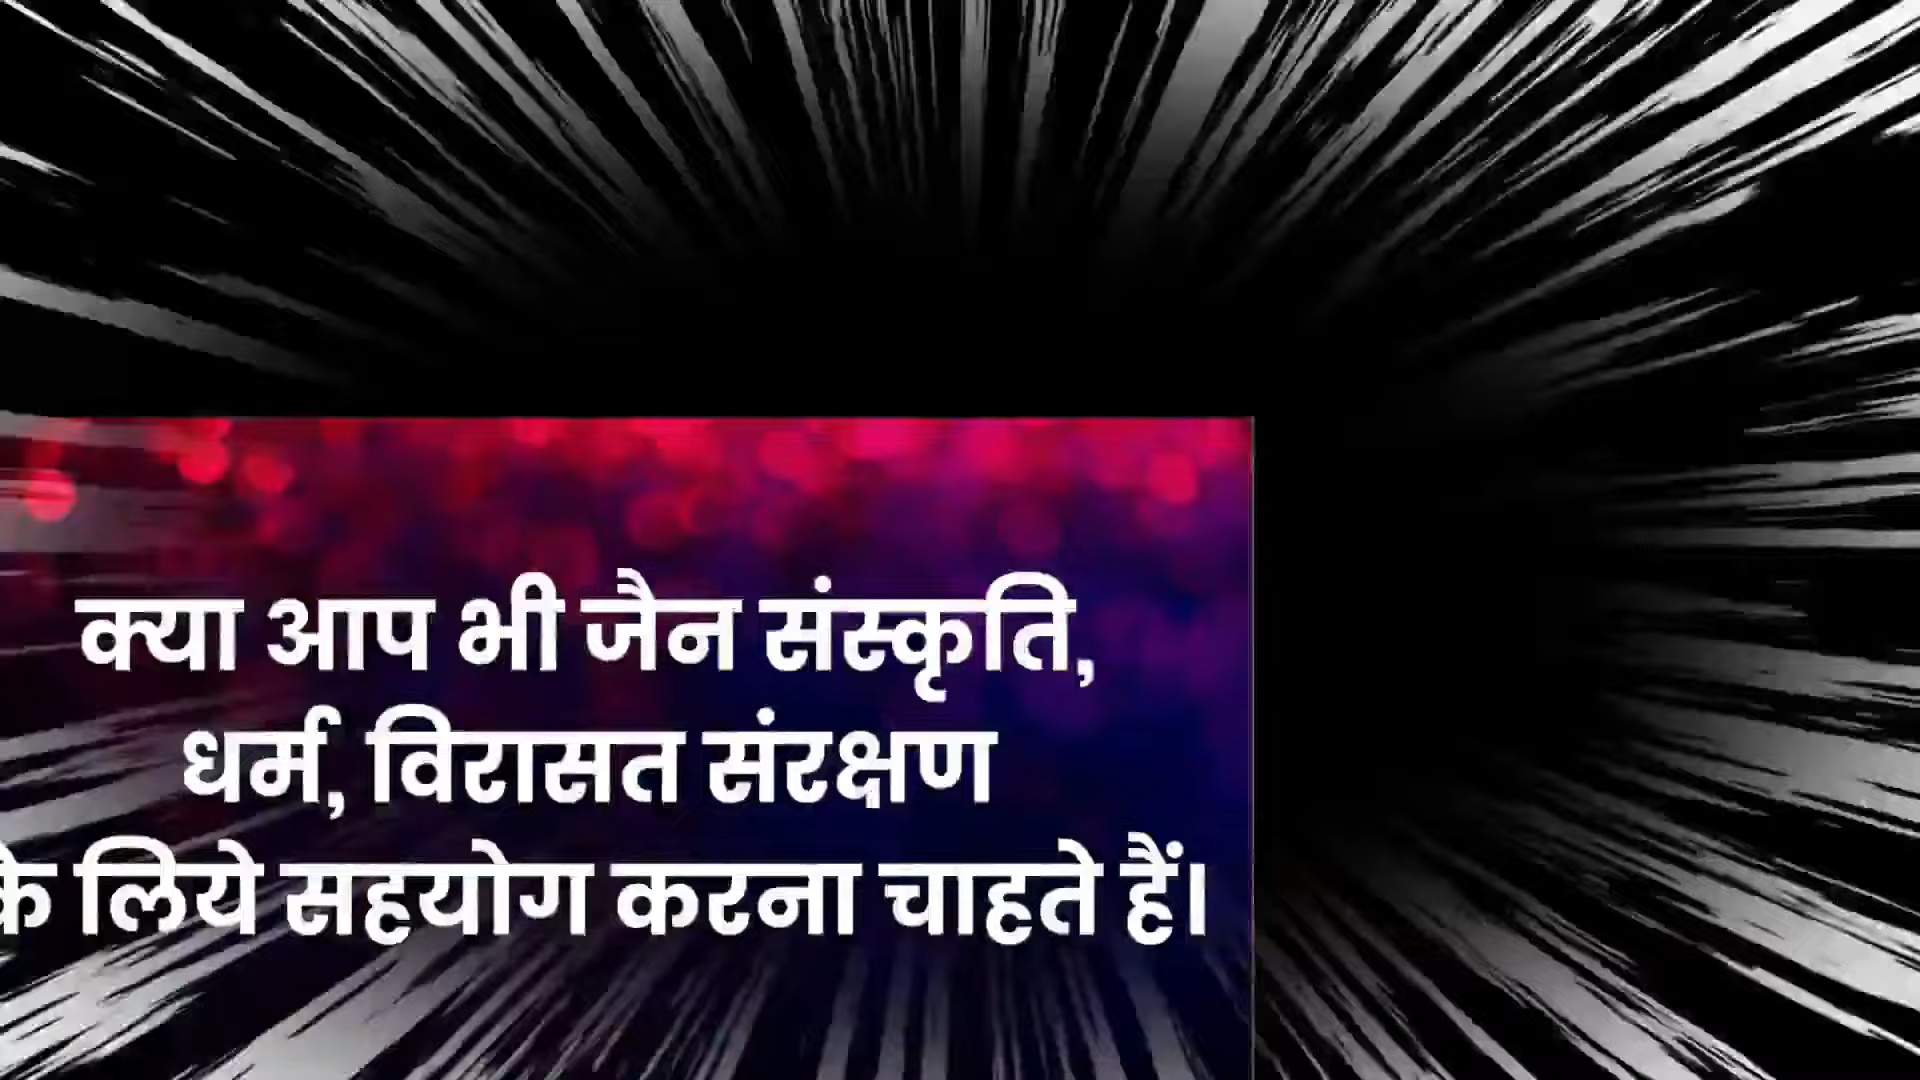 क्या आप भी जैन संस्कृति,
धर्म, विरासत संरक्षण
के लिये सहयोग करना चाहते हैं।